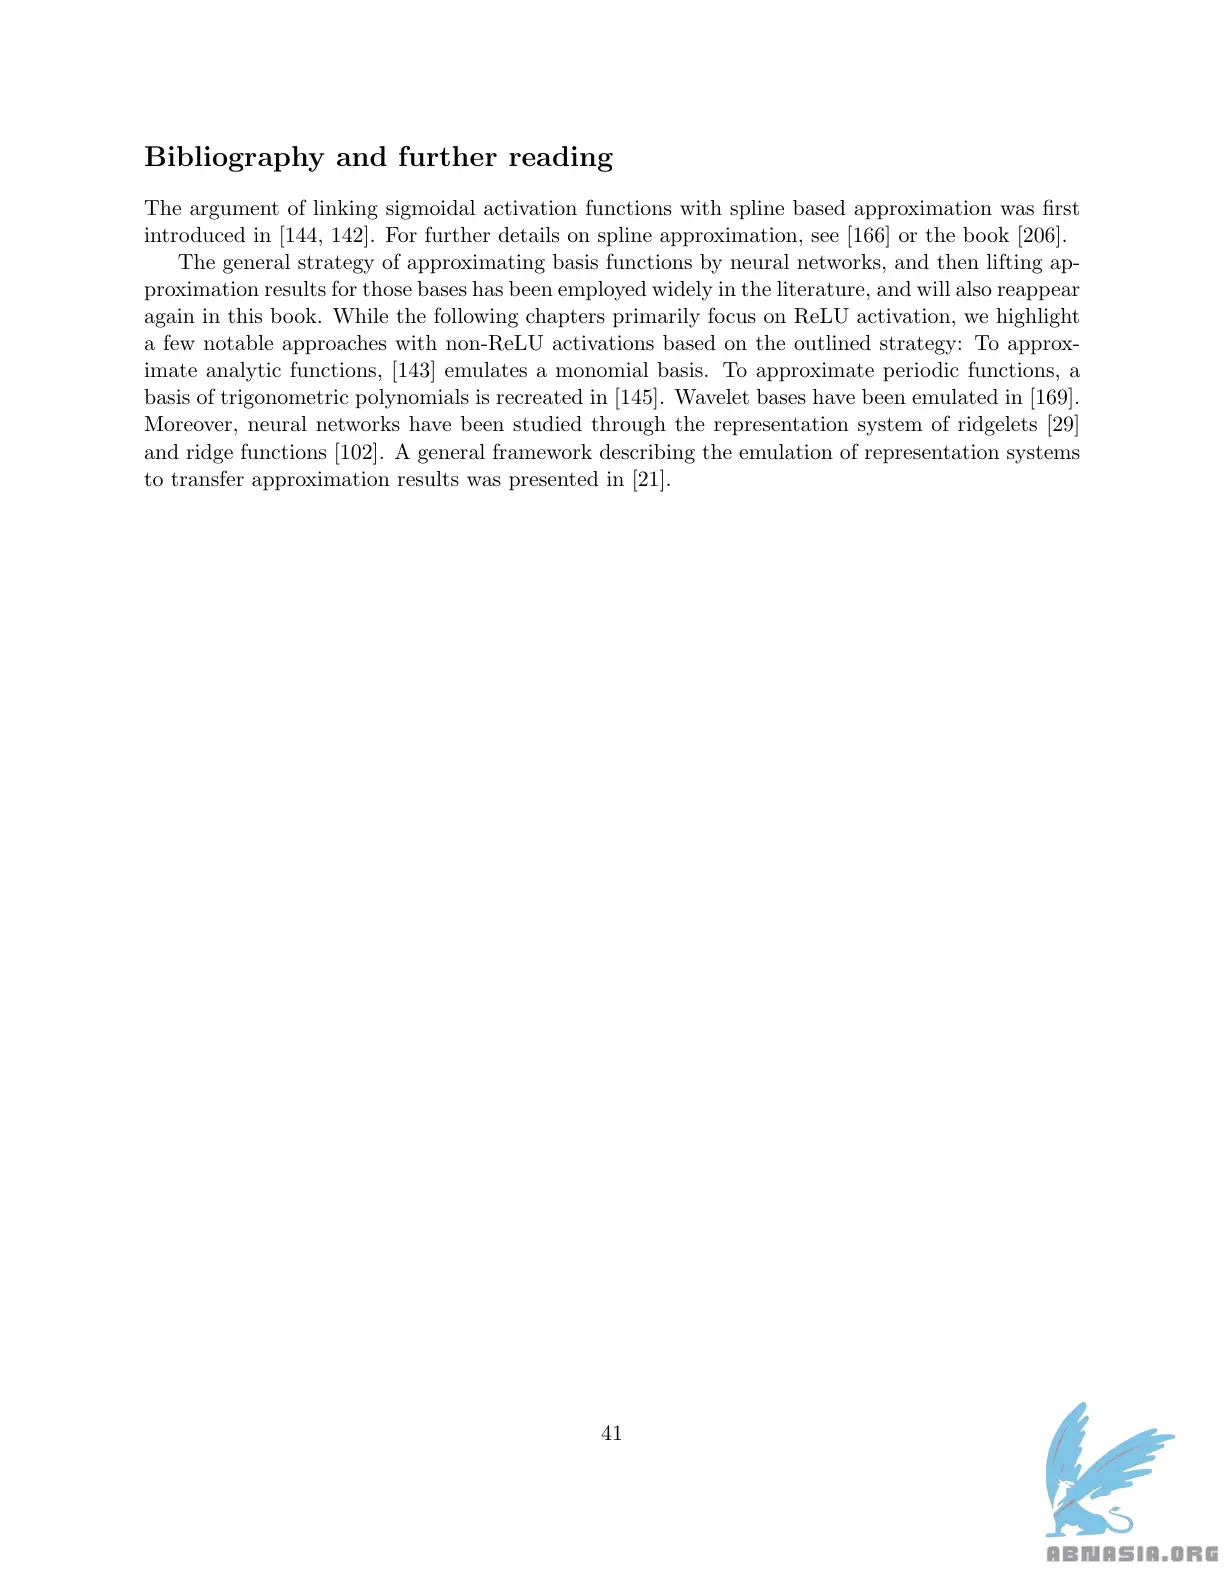 Bibliography and further reading
The argument of linking sigmoidal activation functions with spline based approximation was first
introduced in [144, 142]. For further details on spline approximation, see [166] or the book [206].
The general strategy of approximating basis functions by neural networks, and then lifting ap-
proximation results for those bases has been employed widely in the literature, and will also reappear
again in this book. While the following chapters primarily focus on ReLU activation, we highlight
a few notable approaches with non-ReLU activations based on the outlined strategy: To approx-
imate analytic functions, [143] emulates a monomial basis. To approximate periodic functions, a
basis of trigonometric polynomials is recreated in [145]. Wavelet bases have been emulated in [169].
Moreover, neural networks have been studied through the representation system of ridgelets [29]
and ridge functions [102]. A general framework describing the emulation of representation systems
to transfer approximation results was presented in [21].
41
ABNASIA.ORG